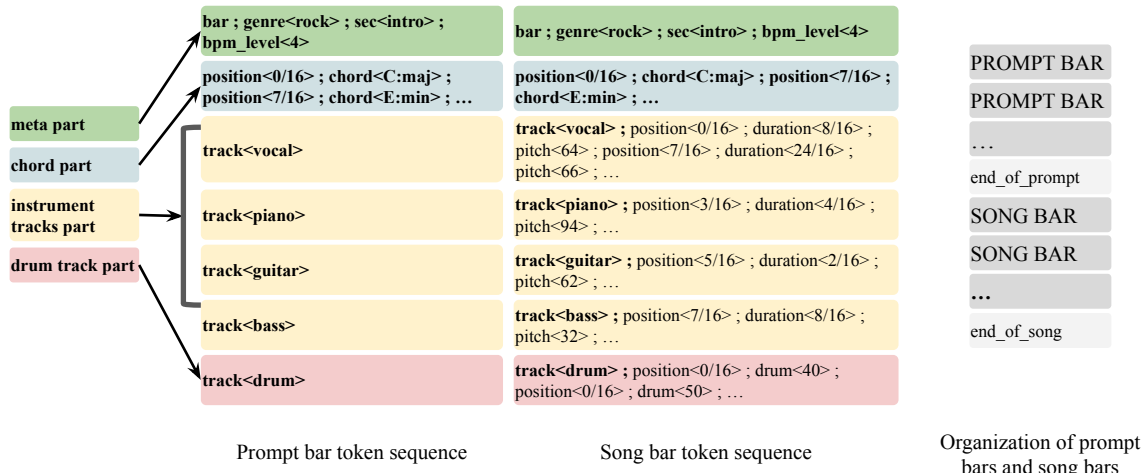 meta part
chord part
instrument
tracks part
drum track part
bar ; genre<rock> ; sec<intro> ;
bpm_level<4>
position<0/16> ; chord<C:maj> ;
position<7/16> ; chord<E:min> ; …
track<vocal>
track<piano>
track<guitar>
track<bass>
track<drum>
Prompt bar token sequence
bar ; genre<rock> ; sec<intro> ; bpm_level<4>
position<0/16> ; chord<C:maj> ; position<7/16> ;
chord<E:min> ; …
track<vocal> ; position<0/16> ; duration<8/16> ;
pitch<64> ; position<7/16> ; duration<24/16> ;
pitch<66> ; …
track<piano> ; position<3/16> ; duration<4/16> ;
pitch<94> ; …
track<guitar> ; position<5/16> ; duration<2/16> ;
pitch<62> ; …
track<bass> ; position<7/16> ; duration<8/16> ;
pitch<32> ; …
track<drum> ; position<0/16> ; drum<40> ;
position<0/16> ; drum<50> ; …
Song bar token sequence
PROMPT BAR
PROMPT BAR
…
end_of_prompt
SONG BAR
SONG BAR
…
end_of_song
Organization of prompt
bars and song bars